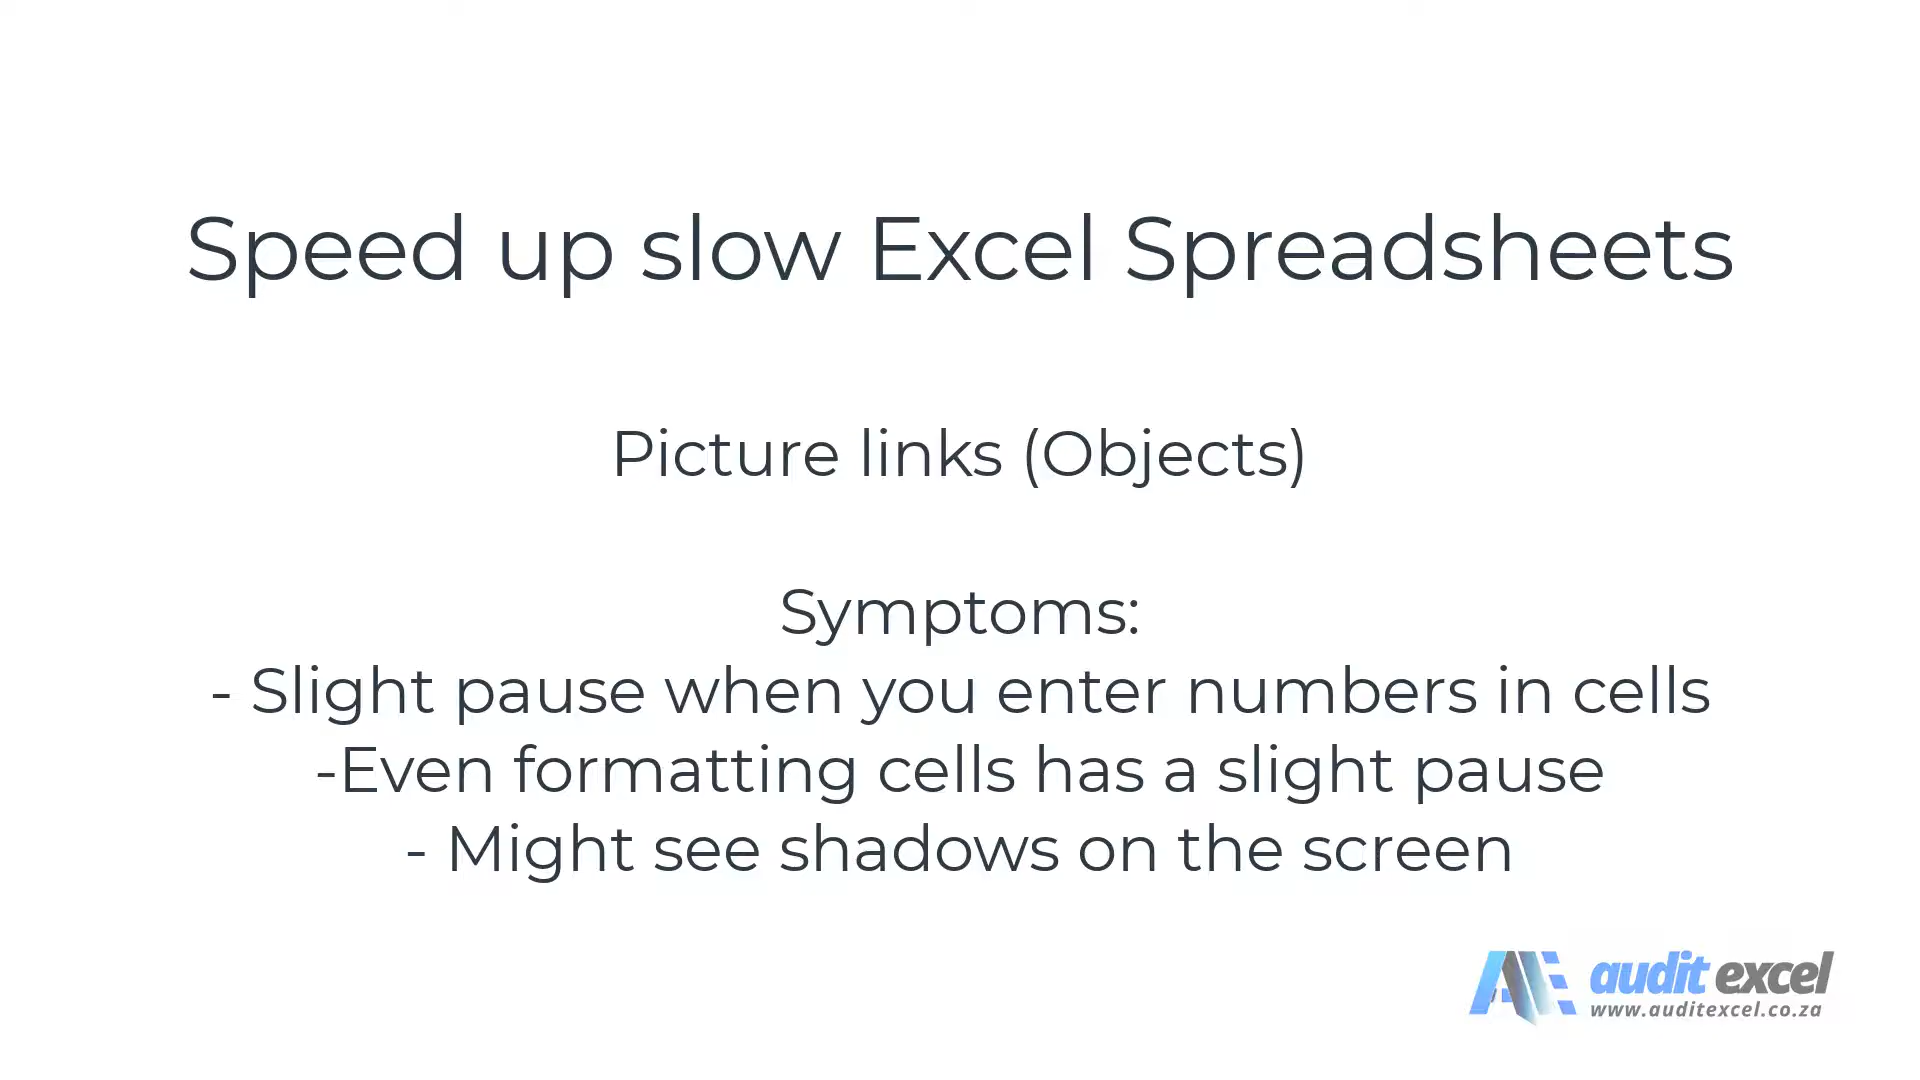 Speed up slow Excel Spreadsheets
Picture links (Objects)
Symptoms:
- Slight pause when you enter numbers in cells
-Even formatting cells has a slight pause
- Might see shadows on the screen
audit excel
www.auditexcel.co.za